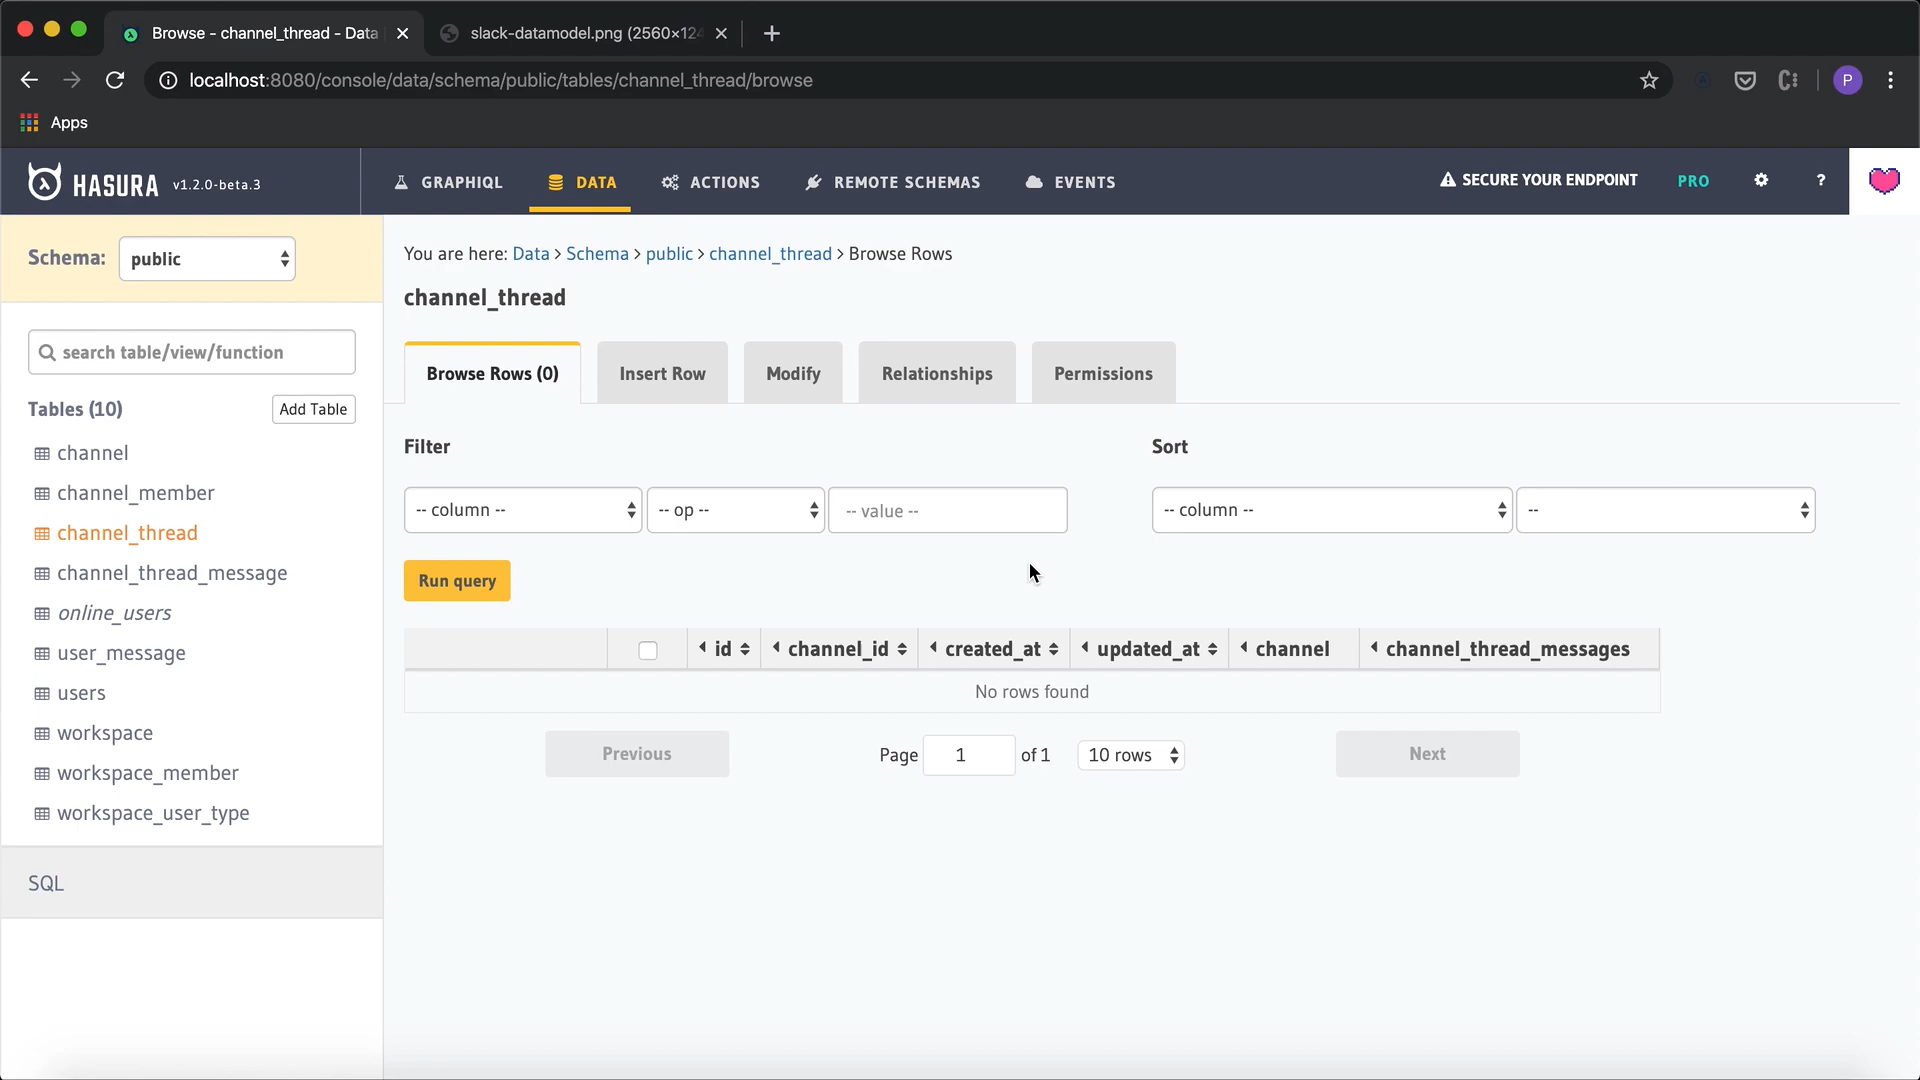 Browse - channel_thread - Data
slack-datamodel.png (2560×124
localhost:8080/console/data/schema/public/tables/channel_thread/browse
P
Apps
HASURA v1.2.0-beta.3
GRAPHIQL
DATA
ACTIONS
REMOTE SCHEMAS
EVENTS
SECURE YOUR ENDPOINT
PRO
?
Schema: public
You are here: Data > Schema > public > channel_thread > Browse Rows
channel_thread
search table/view/function
Browse Rows (0)
Insert Row
Modify
Relationships
Permissions
Tables (10)
Add Table
channel
channel_member
channel_thread
channel_thread_message
online_users
user_message
users
workspace
workspace_member
workspace_user_type
SQL
Filter
Sort
-- column --
-- op --
-- value --
-- column --
--
Run query
id
channel_id
created_at
updated_at
channel
channel_thread_messages
No rows found
Previous
Page 1 of 1
10 rows
Next